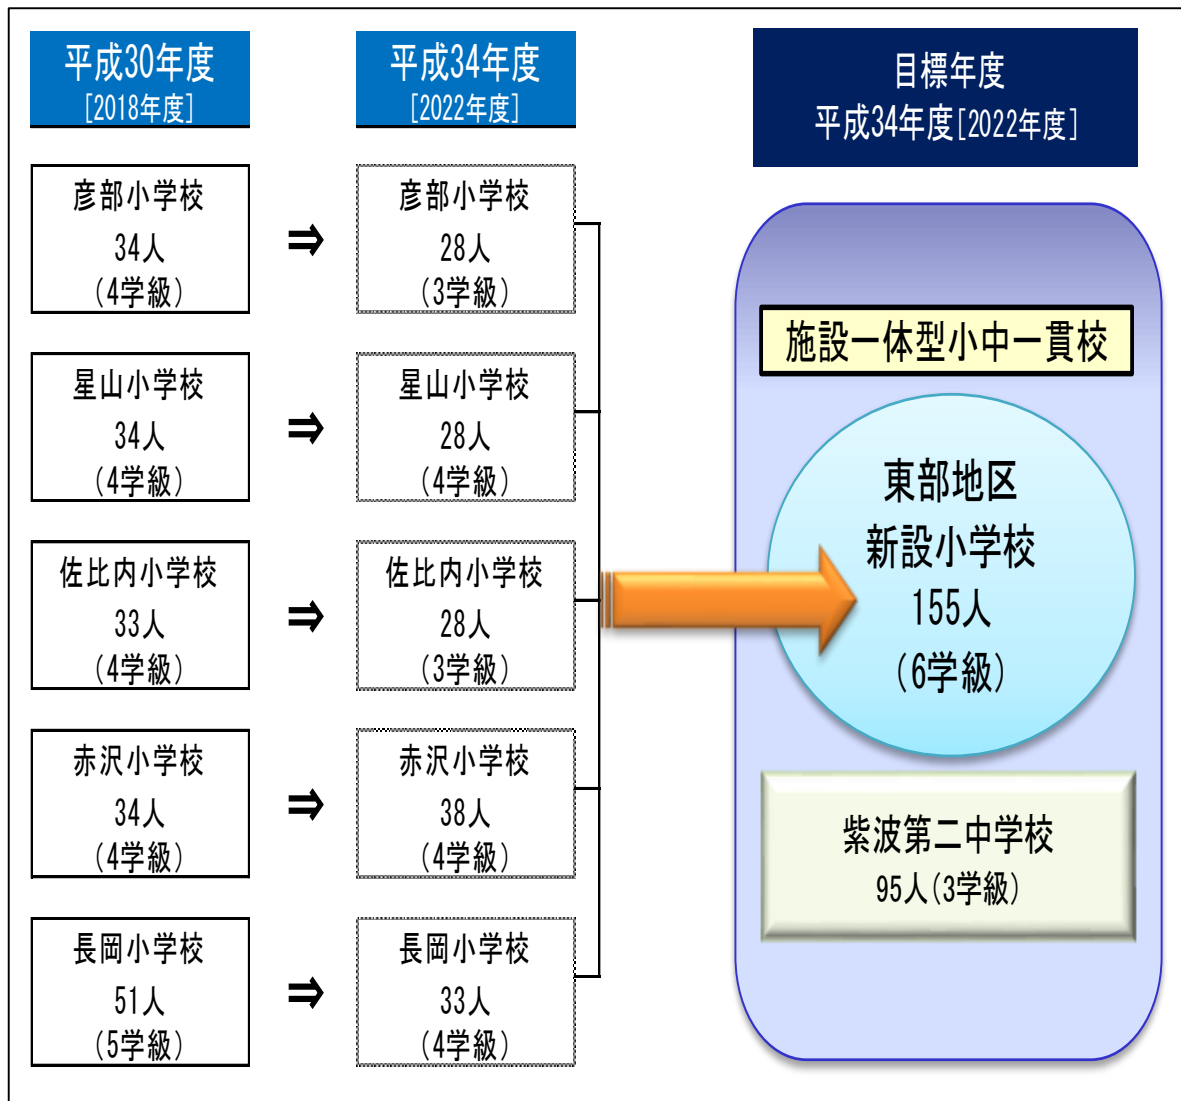 平成30年度
[2018年度]
彦部小学校
34人
(4学級)
星山小学校
34人
(4学級)
佐比内小学校
33人
(4学級)
赤沢小学校
34人
(4学級)
長岡小学校
51人
(5学級)
⇒
⇒
⇒
⇒
⇒
平成34年度
[2022年度]
彦部小学校
28人
(3学級)
星山小学校
28人
(4学級)
佐比内小学校
28人
(3学級)
赤沢小学校
38人
(4学級)
長岡小学校
33人
(4学級)
目標年度
平成34年度[2022年度]
施設一体型小中一貫校
東部地区
新設小学校
155人
(6学級)
紫波第二中学校
95人(3学級)